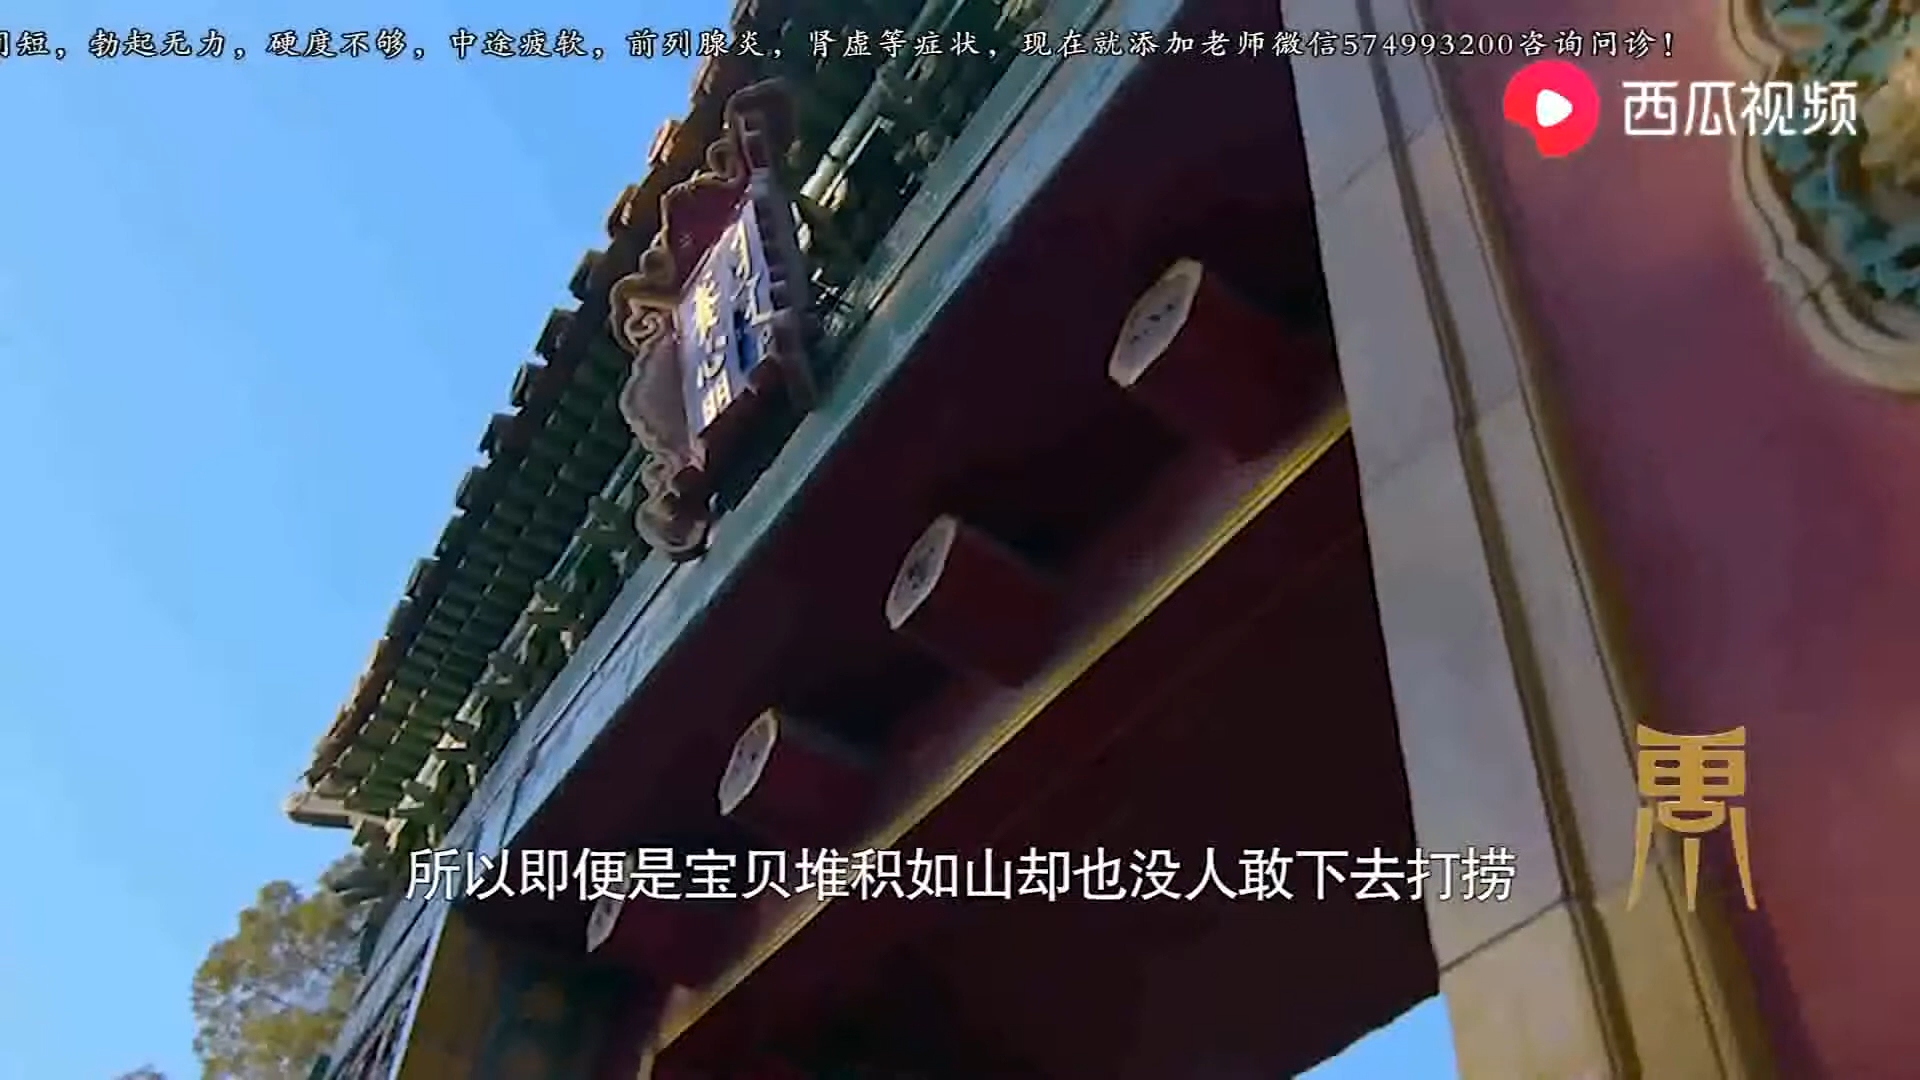 短，勃起无力，硬度不够，中途疲软，前列腺炎，肾虚等症状，现在就添加老师微信574993200咨询问诊！
西瓜视频
养心門
所以即便是宝贝堆积如山却也没人敢下去打捞